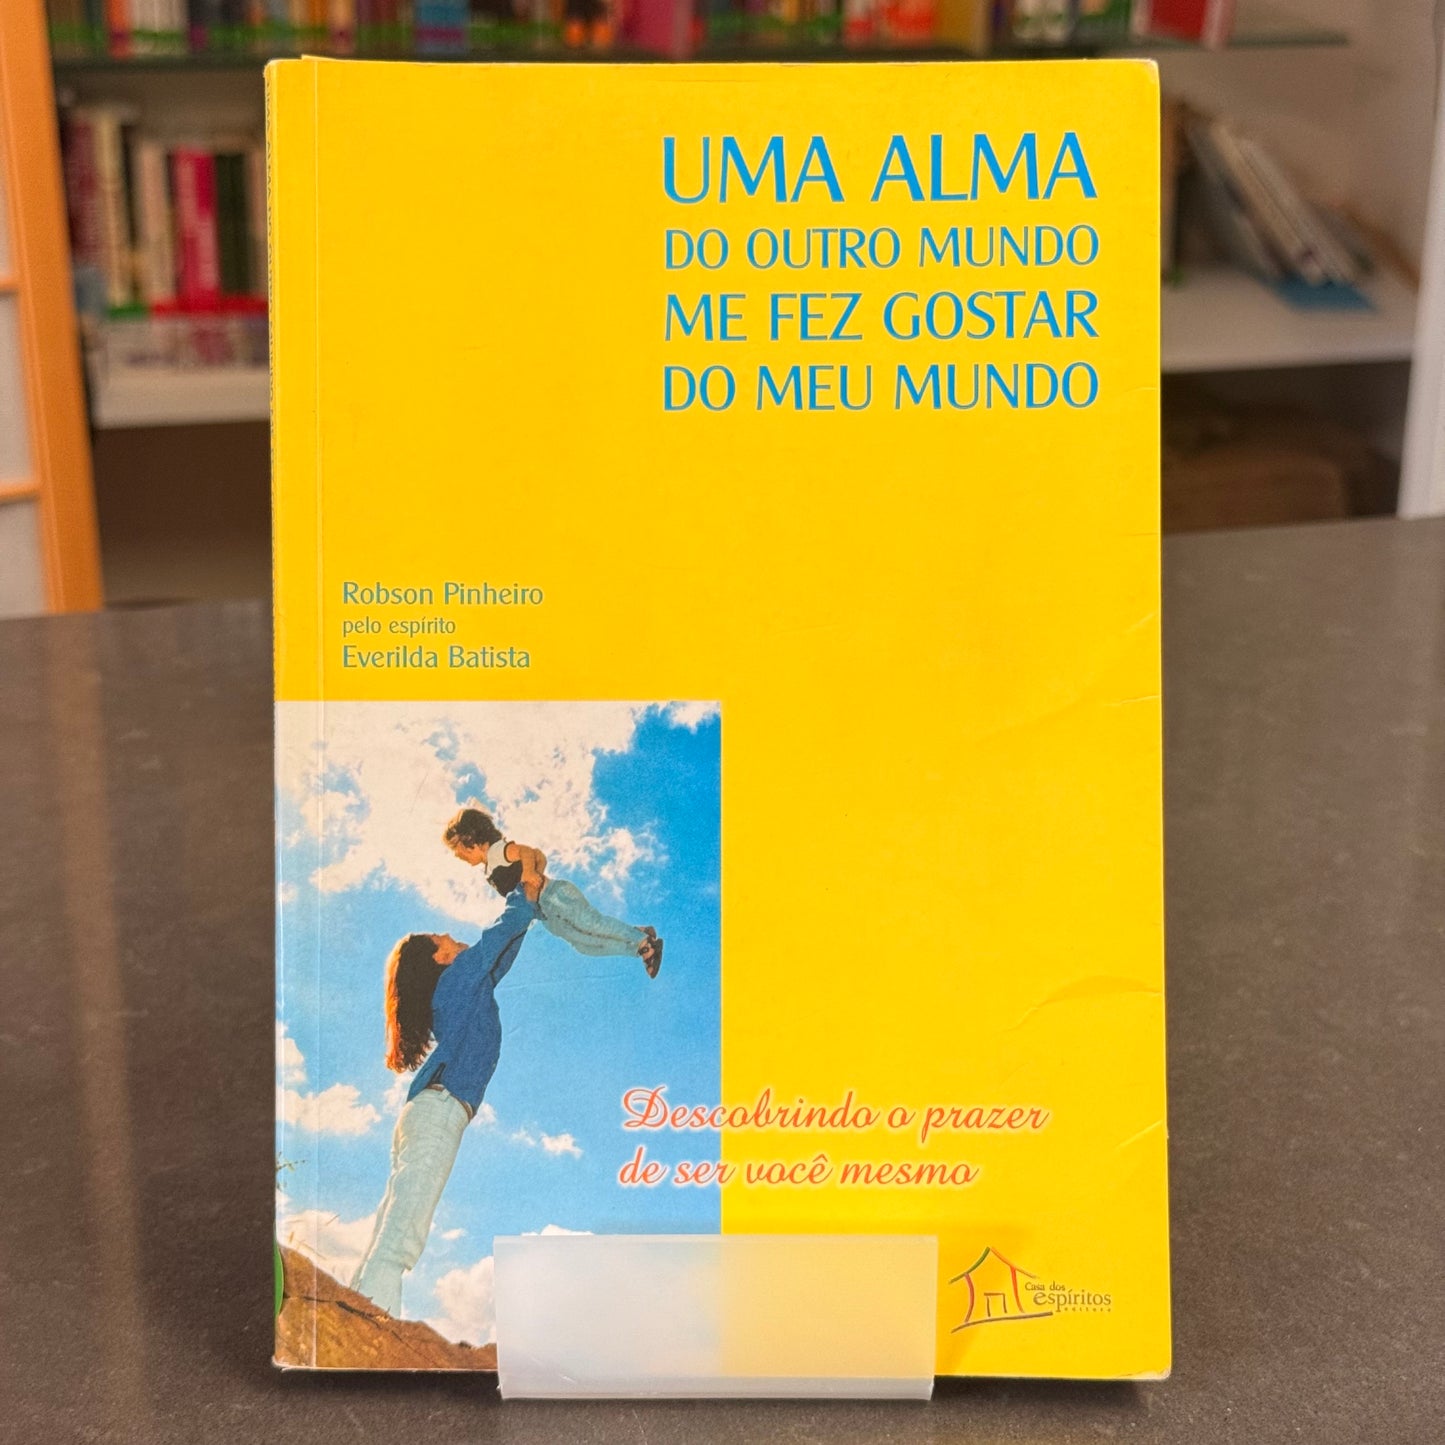 UMA ALMA
DO OUTRO MUNDO
ME FEZ GOSTAR
DO MEU MUNDO
Robson Pinheiro
pelo espírito
Everilda Batista
Descobrindo o prazer
de ser você mesmo
Casa dos
espíritos
editora